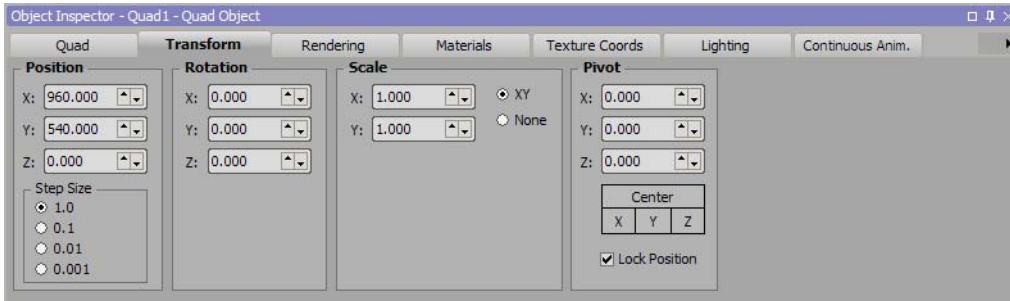 Object Inspector - Quad1 - Quad Object
Quad Transform Rendering Materials Texture Coords Lighting Continuous Anim.
Position Rotation Scale Pivot
X: 960.000 X: 0.000 X: 1.000 XY X: 0.000
Y: 540.000 Y: 0.000 Y: 1.000 None Y: 0.000
Z: 0.000 Z: 0.000 Z: 0.000
Step Size
1.0
0.1
0.01
0.001
Center
X Y Z
Lock Position